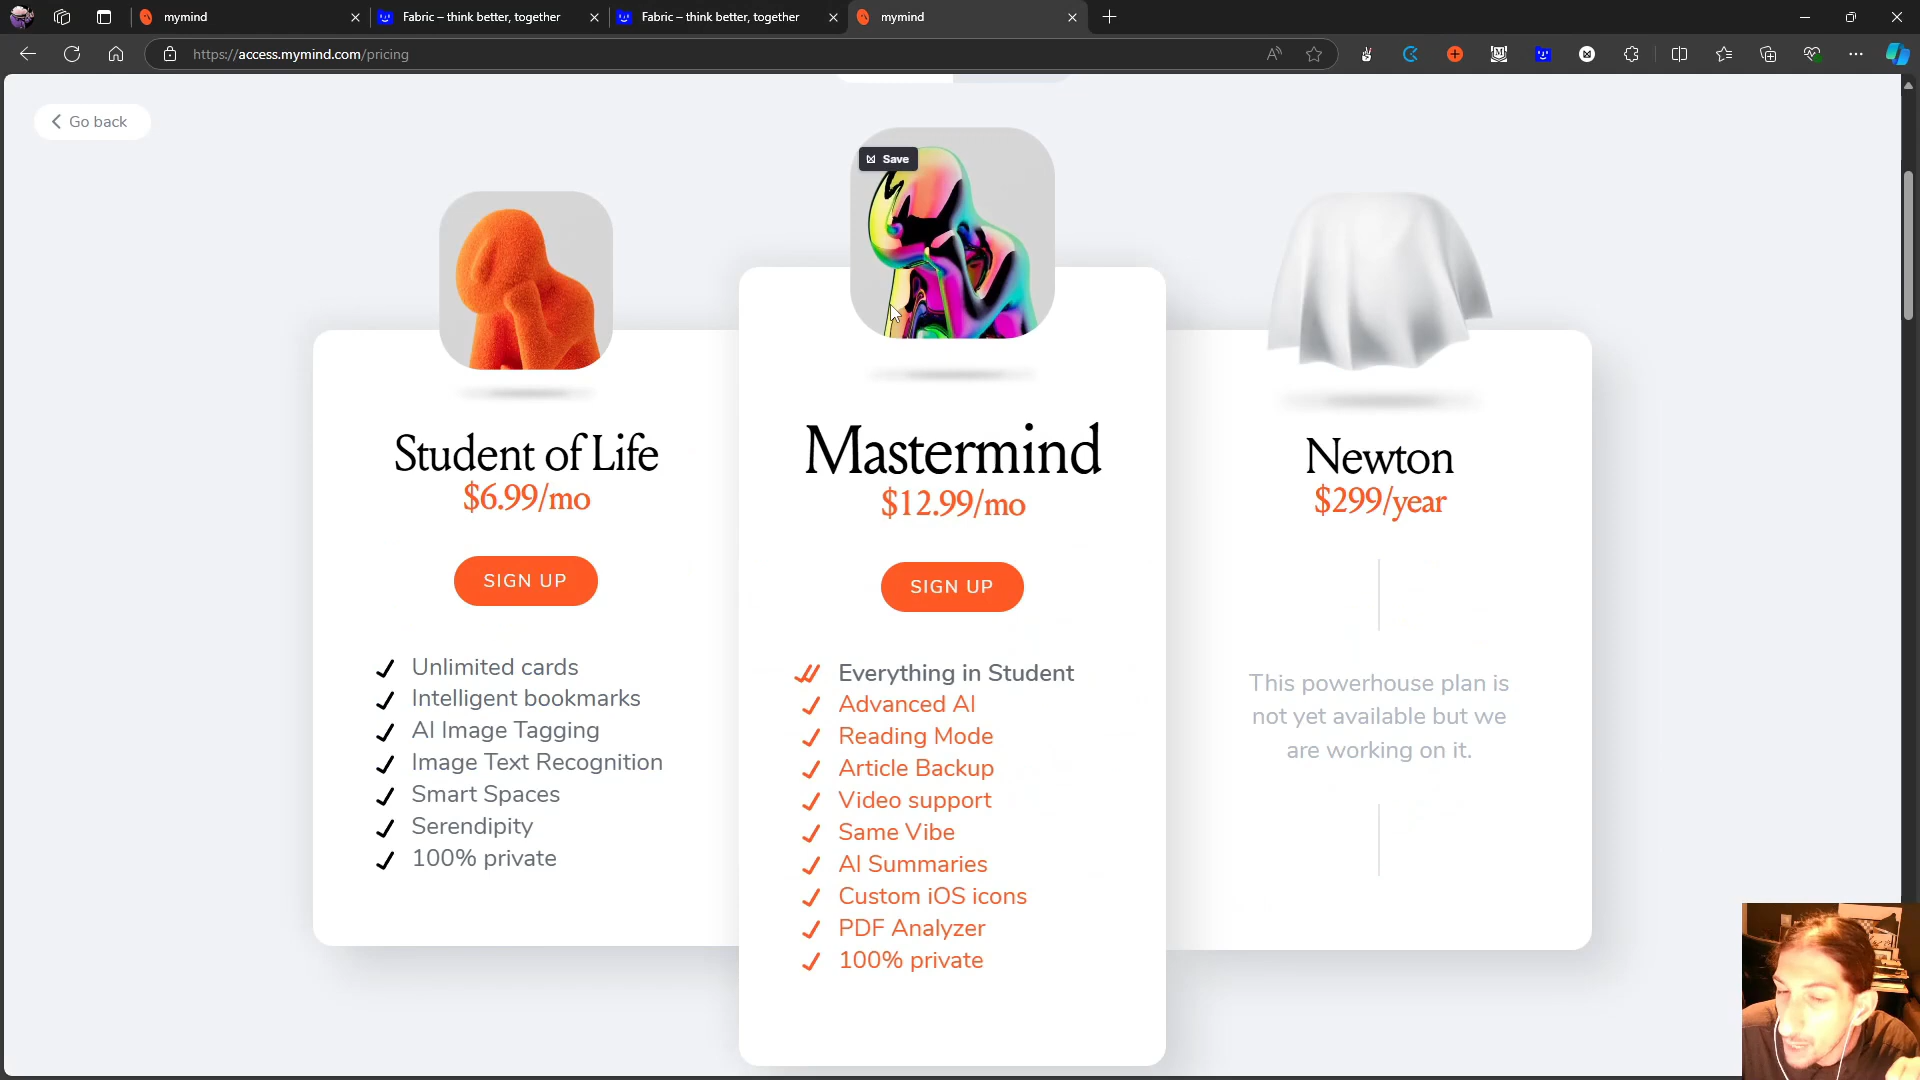 mymind
Fabric – think better, together
Fabric – think better, together
mymind
https://access.mymind.com/pricing
Go back
Save
Student of Life
$6.99/mo
SIGN UP
Unlimited cards
Intelligent bookmarks
AI Image Tagging
Image Text Recognition
Smart Spaces
Serendipity
100% private
Mastermind
$12.99/mo
SIGN UP
Everything in Student
Advanced AI
Reading Mode
Article Backup
Video support
Same Vibe
AI Summaries
Custom iOS icons
PDF Analyzer
100% private
Newton
$299/year
This powerhouse plan is
not yet available but we
are working on it.